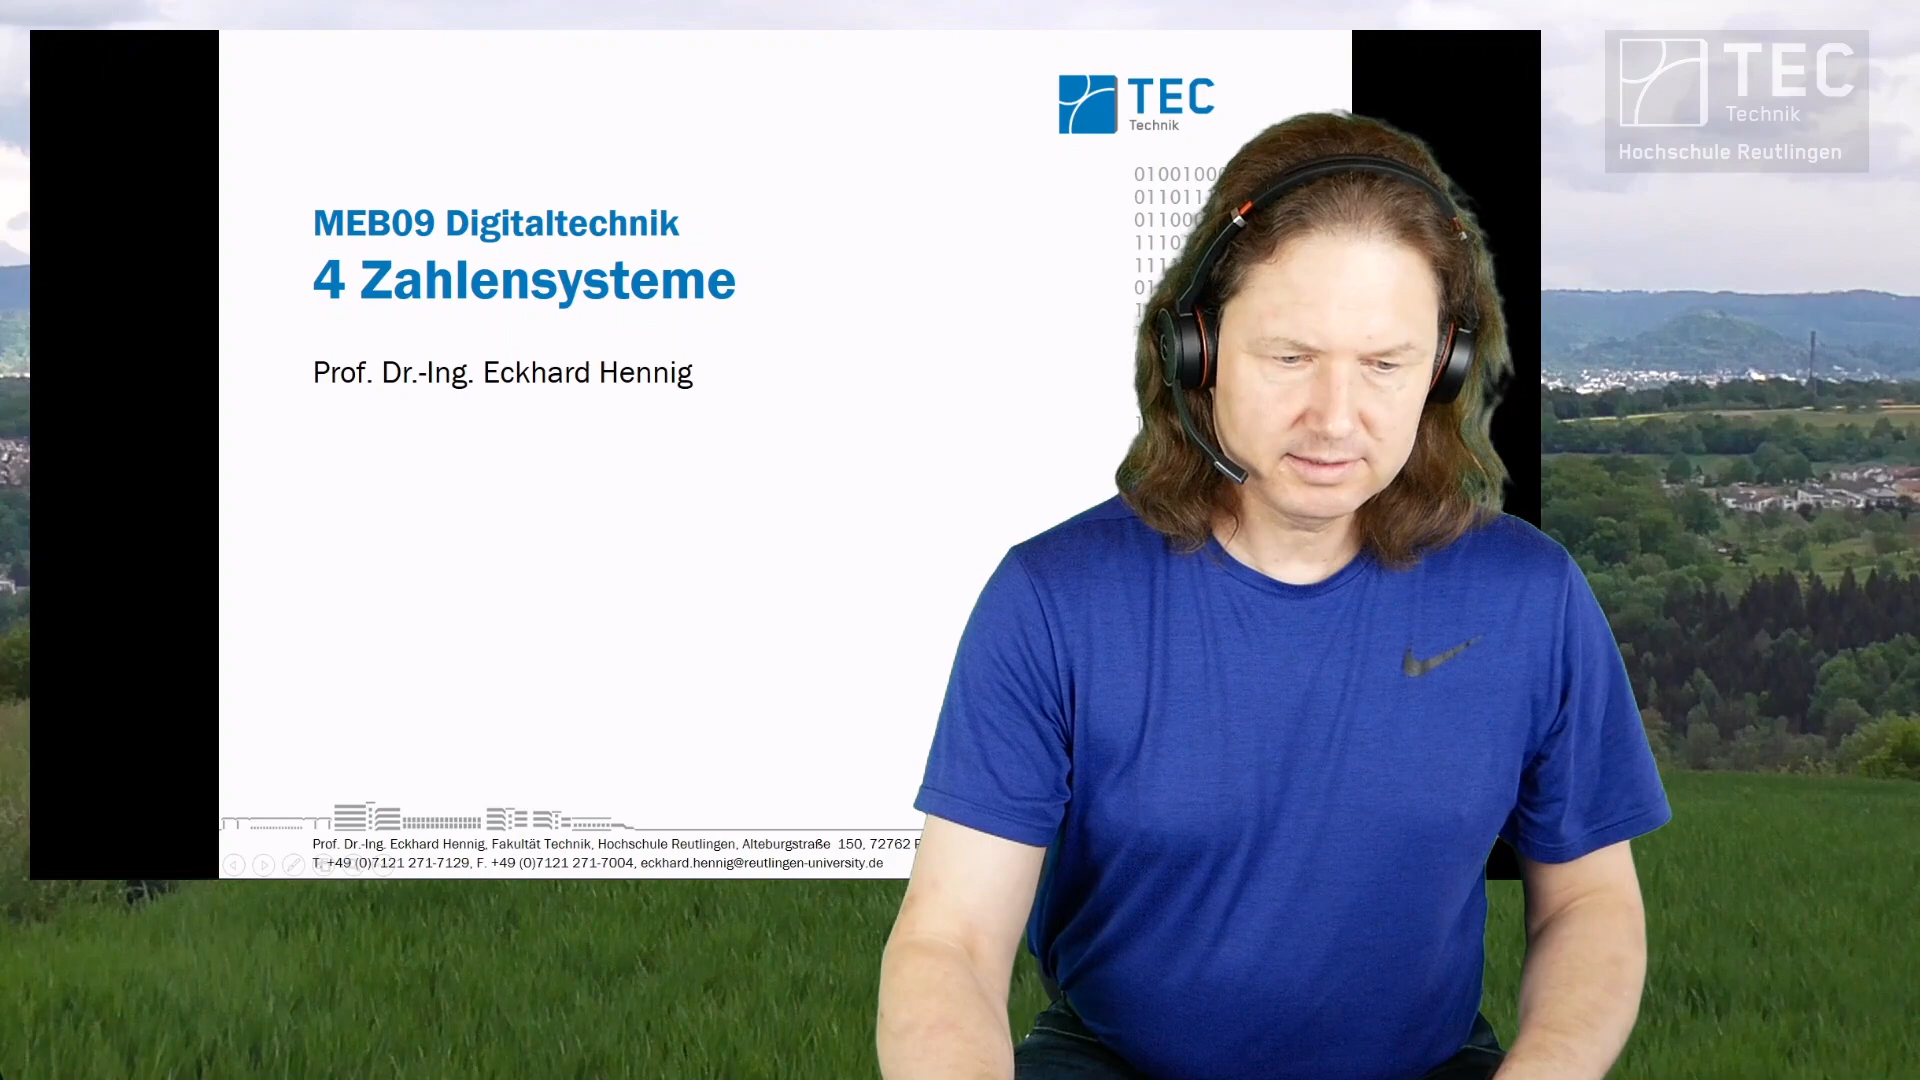 TEC
Technik
Hochschule Reutlingen
TEC
Technik
MEB09 Digitaltechnik
4 Zahlensysteme
Prof. Dr.-Ing. Eckhard Hennig
Prof. Dr.-Ing. Eckhard Hennig, Fakultät Technik, Hochschule Reutlingen, Alteburgstraße 150, 72762
T. +49 (0)7121 271-7129, F. +49 (0)7121 271-7004, eckhard.hennig@reutlingen-university.de